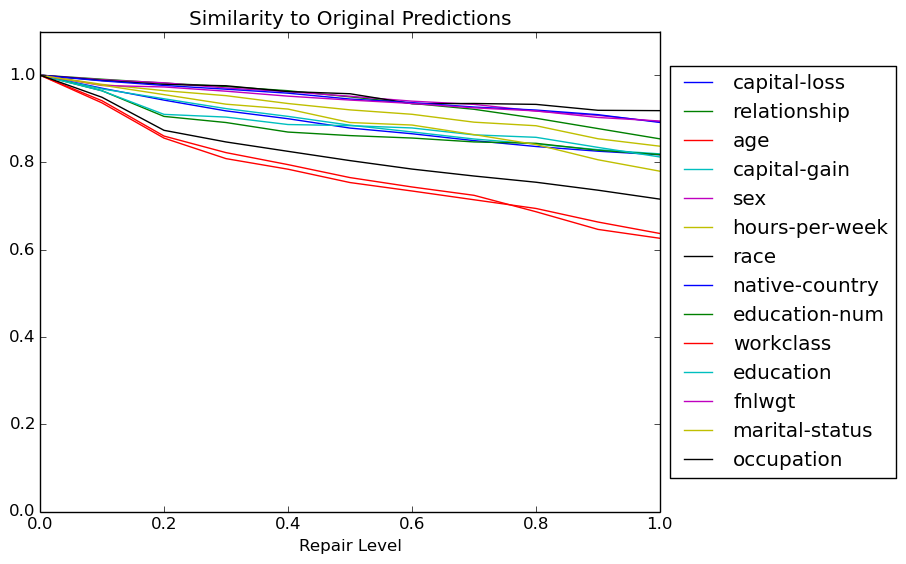 Similarity to Original Predictions
1.0
0.8
0.6
0.4
0.2
0.0
0.0 0.2 0.4 0.6 0.8 1.0
Repair Level
capital-loss
relationship
age
capital-gain
sex
hours-per-week
race
native-country
education-num
workclass
education
fnlwgt
marital-status
occupation